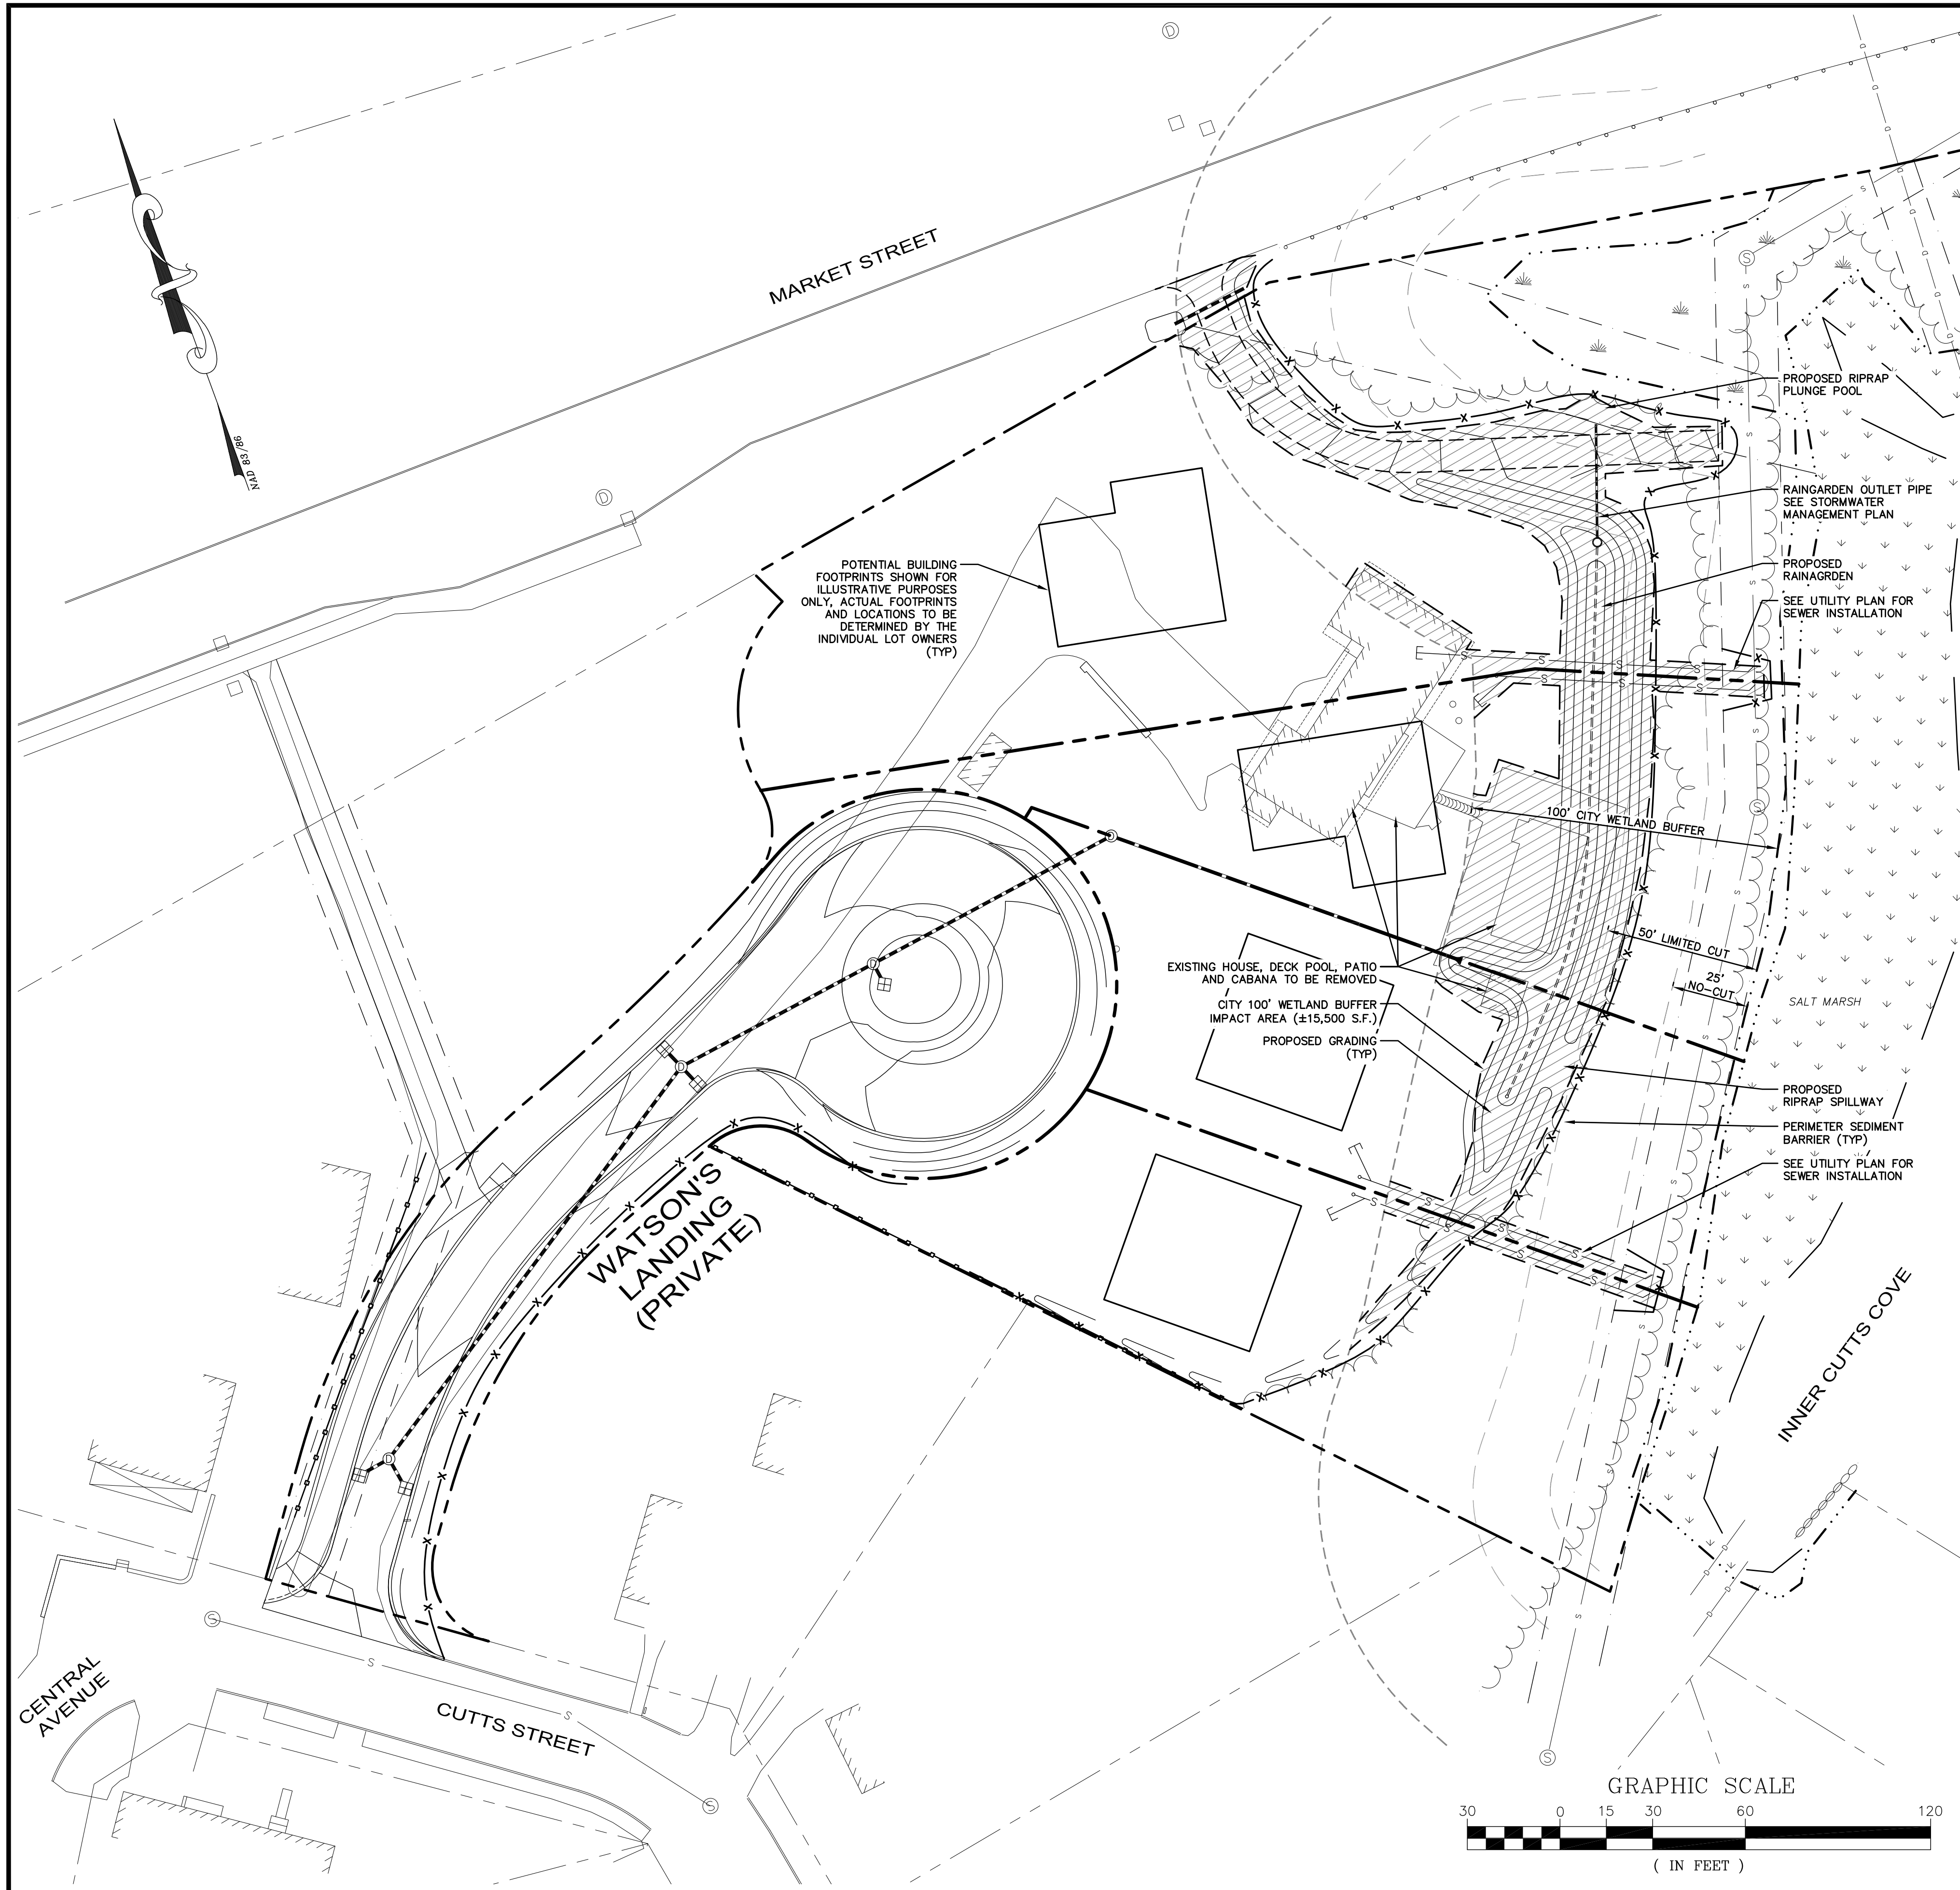 MARKET STREET
NAD 83/86
PROPOSED RIPRAP
PLUNGE POOL
RAINGARDEN OUTLET PIPE
SEE STORMWATER
MANAGEMENT PLAN
PROPOSED
RAINAGRDEN
SEE UTILITY PLAN FOR
SEWER INSTALLATION
POTENTIAL BUILDING
FOOTPRINTS SHOWN FOR
ILLUSTRATIVE PURPOSES
ONLY, ACTUAL FOOTPRINTS
AND LOCATIONS TO BE
DETERMINED BY THE
INDIVIDUAL LOT OWNERS
(TYP)
100' CITY WETLAND BUFFER
50' LIMITED CUT
25'
NO-CUT
SALT MARSH
EXISTING HOUSE, DECK POOL, PATIO
AND CABANA TO BE REMOVED
CITY 100' WETLAND BUFFER
IMPACT AREA (±15,500 S.F.)
PROPOSED GRADING
(TYP)
PROPOSED
RIPRAP SPILLWAY
PERIMETER SEDIMENT
BARRIER (TYP)
SEE UTILITY PLAN FOR
SEWER INSTALLATION
WATSON'S
LANDING
(PRIVATE)
INNER CUTTS COVE
CENTRAL
AVENUE
CUTTS STREET
GRAPHIC SCALE
30 0 15 30 60 120
( IN FEET )